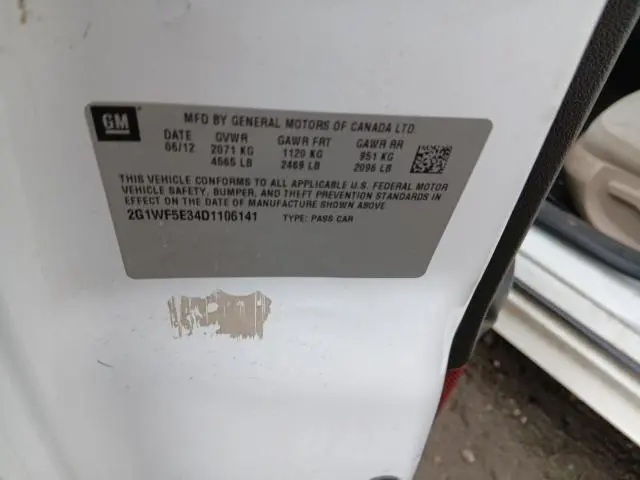 GM
MFD BY GENERAL MOTORS OF CANADA LTD.
DATE GVWR GAWR FRT GAWR RR
06/12 2071 KG 1120 KG 951 KG
4565 LB 2469 LB 2096 LB
THIS VEHICLE CONFORMS TO ALL APPLICABLE U.S. FEDERAL MOTOR
VEHICLE SAFETY, BUMPER, AND THEFT PREVENTION STANDARDS IN
EFFECT ON THE DATE OF MANUFACTURE SHOWN ABOVE
2G1WF5E34D1106141 TYPE: PASS CAR